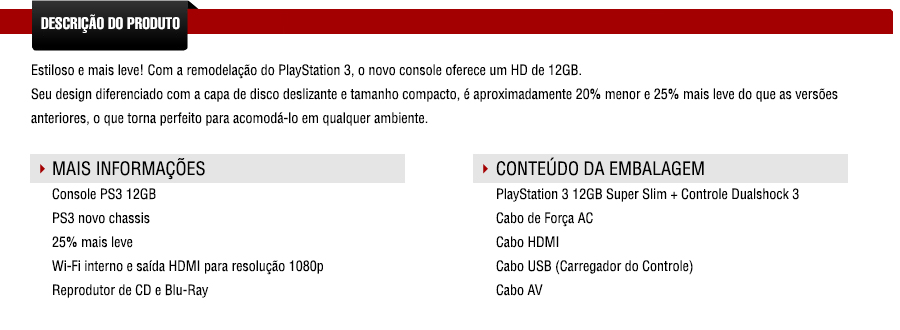 DESCRIÇÃO DO PRODUTO
Estiloso e mais leve! Com a remodelação do PlayStation 3, o novo console oferece um HD de 12GB.
Seu design diferenciado com a capa de disco deslizante e tamanho compacto, é aproximadamente 20% menor e 25% mais leve do que as versões
anteriores, o que torna perfeito para acomodá-lo em qualquer ambiente.
MAIS INFORMAÇÕES
Console PS3 12GB
PS3 novo chassis
25% mais leve
Wi-Fi interno e saída HDMI para resolução 1080p
Reprodutor de CD e Blu-Ray
CONTEÚDO DA EMBALAGEM
PlayStation 3 12GB Super Slim + Controle Dualshock 3
Cabo de Força AC
Cabo HDMI
Cabo USB (Carregador do Controle)
Cabo AV